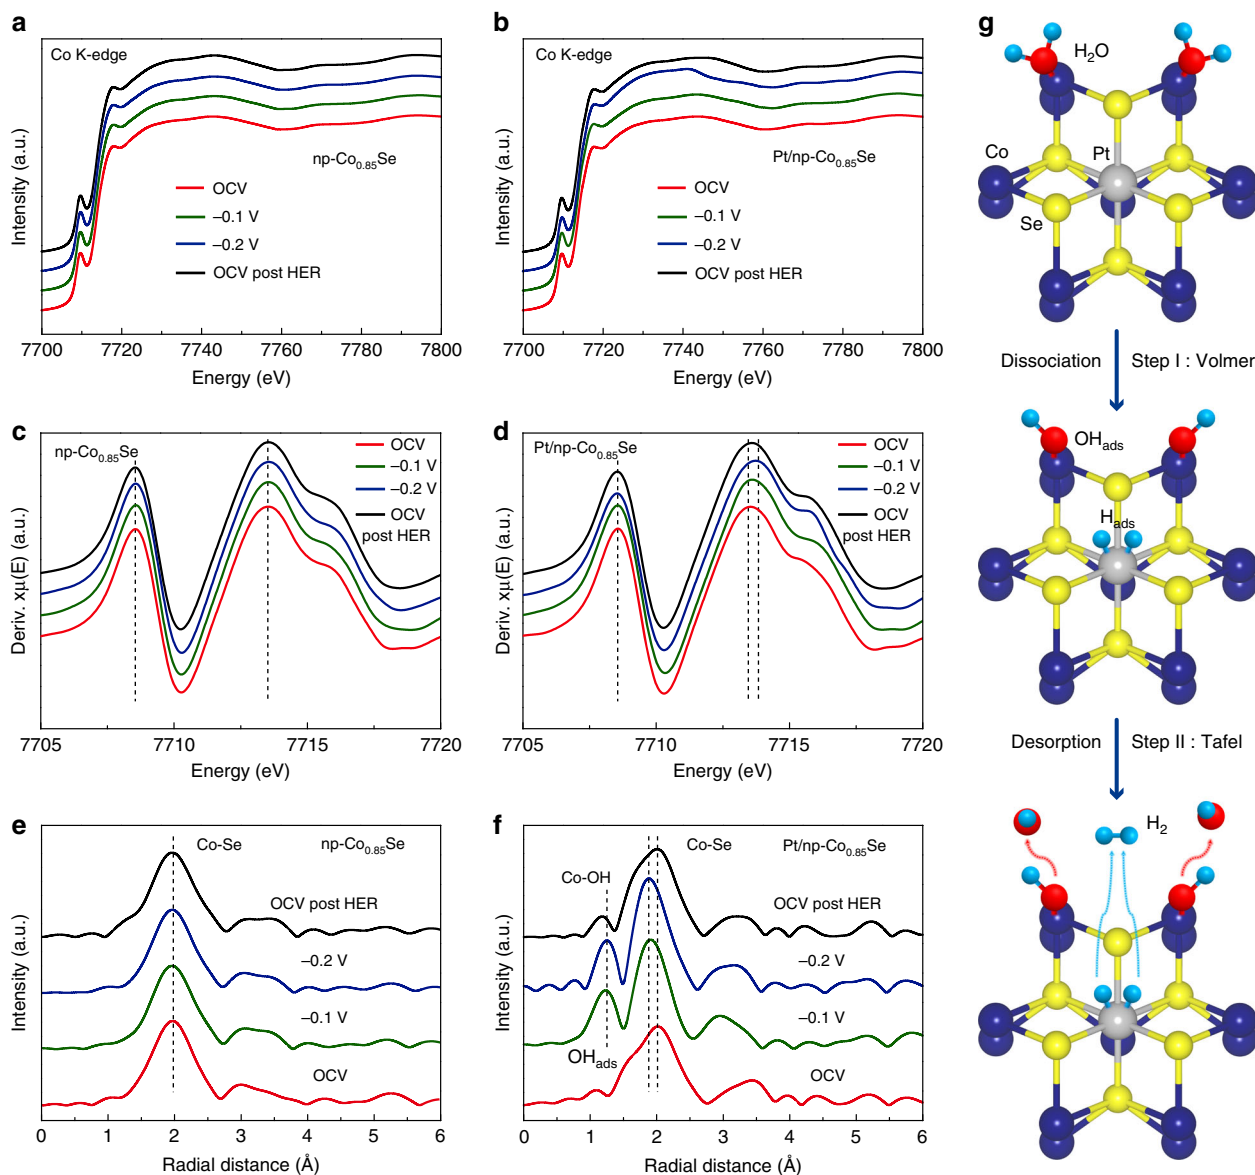 a
Co K-edge
np-Co0.85Se
OCV
–0.1 V
–0.2 V
OCV post HER
Intensity (a.u.)
7700 7720 7740 7760 7780 7800
Energy (eV)
b
Co K-edge
Pt/np-Co0.85Se
OCV
–0.1 V
–0.2 V
OCV post HER
Intensity (a.u.)
7700 7720 7740 7760 7780 7800
Energy (eV)
c
np-Co0.85Se
OCV
–0.1 V
–0.2 V
OCV
post HER
Deriv. xμ(E) (a.u.)
7705 7710 7715 7720
Energy (eV)
d
Pt/np-Co0.85Se
OCV
–0.1 V
–0.2 V
OCV
post HER
Deriv. xμ(E) (a.u.)
7705 7710 7715 7720
Energy (eV)
e
Co-Se
np-Co0.85Se
OCV post HER
–0.2 V
–0.1 V
OCV
Intensity (a.u.)
0 1 2 3 4 5 6
Radial distance (Å)
f
Co-Se
Pt/np-Co0.85Se
Co-OH
OCV post HER
–0.2 V
–0.1 V
OHads
OCV
Intensity (a.u.)
0 1 2 3 4 5 6
Radial distance (Å)
g
H2O
Co
Pt
Se
Dissociation
Step I : Volmer
OHads
Hads
Desorption
Step II : Tafel
H2